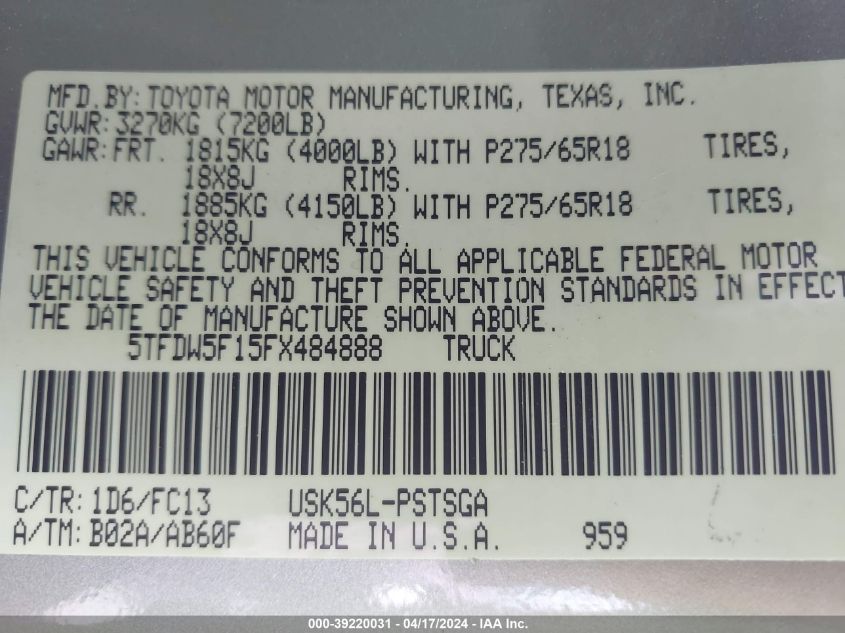 MFD.BY:TOYOTA MOTOR MANUFACTURING, TEXAS, INC.
GVWR:3270KG (7200LB)
GAWR:FRT. 1815KG (4000LB) WITH P275/65R18 TIRES,
18X8J RIMS.
RR. 1885KG (4150LB) WITH P275/65R18 TIRES,
18X8J RIMS.
THIS VEHICLE CONFORMS TO ALL APPLICABLE FEDERAL MOTOR
VEHICLE SAFETY AND THEFT PREVENTION STANDARDS IN EFFECT
THE DATE OF MANUFACTURE SHOWN ABOVE.
5TFDW5F15FX484888 TRUCK
C/TR:1D6/FC13 USK56L-PSTSGA
A/TM:B02A/AB60F MADE IN U.S.A. 959
000-39220031 - 04/17/2024 - IAA Inc.